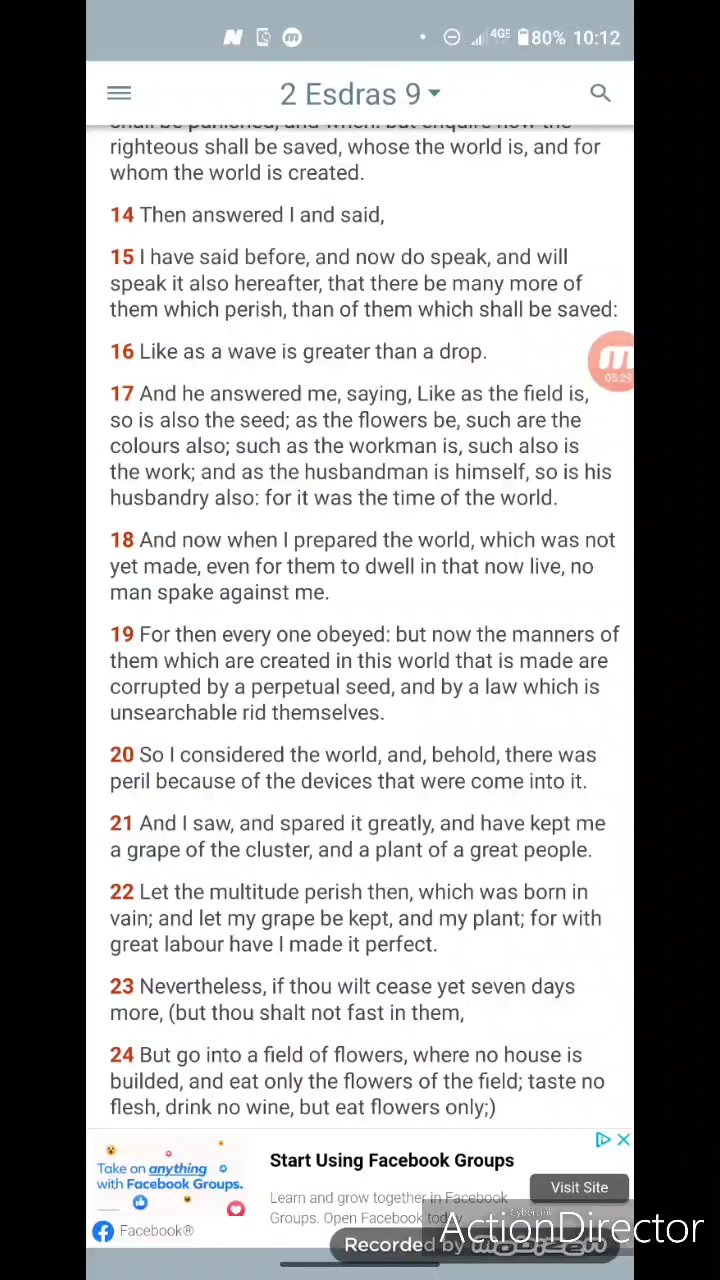 80% 10:12
2 Esdras 9
shall be punished, and when: but enquire how the
righteous shall be saved, whose the world is, and for
whom the world is created.
14 Then answered I and said,
15 I have said before, and now do speak, and will
speak it also hereafter, that there be many more of
them which perish, than of them which shall be saved:
16 Like as a wave is greater than a drop.
05:29
17 And he answered me, saying, Like as the field is,
so is also the seed; as the flowers be, such are the
colours also; such as the workman is, such also is
the work; and as the husbandman is himself, so is his
husbandry also: for it was the time of the world.
18 And now when I prepared the world, which was not
yet made, even for them to dwell in that now live, no
man spake against me.
19 For then every one obeyed: but now the manners of
them which are created in this world that is made are
corrupted by a perpetual seed, and by a law which is
unsearchable rid themselves.
20 So I considered the world, and, behold, there was
peril because of the devices that were come into it.
21 And I saw, and spared it greatly, and have kept me
a grape of the cluster, and a plant of a great people.
22 Let the multitude perish then, which was born in
vain; and let my grape be kept, and my plant; for with
great labour have I made it perfect.
23 Nevertheless, if thou wilt cease yet seven days
more, (but thou shalt not fast in them,
24 But go into a field of flowers, where no house is
builded, and eat only the flowers of the field; taste no
flesh, drink no wine, but eat flowers only;)
Take on anything
with Facebook Groups.
Facebook®
Start Using Facebook Groups
Learn and grow together in Facebook
Groups. Open Facebook today.
Visit Site
CyberLink
ActionDirector
Recorded by mobizen